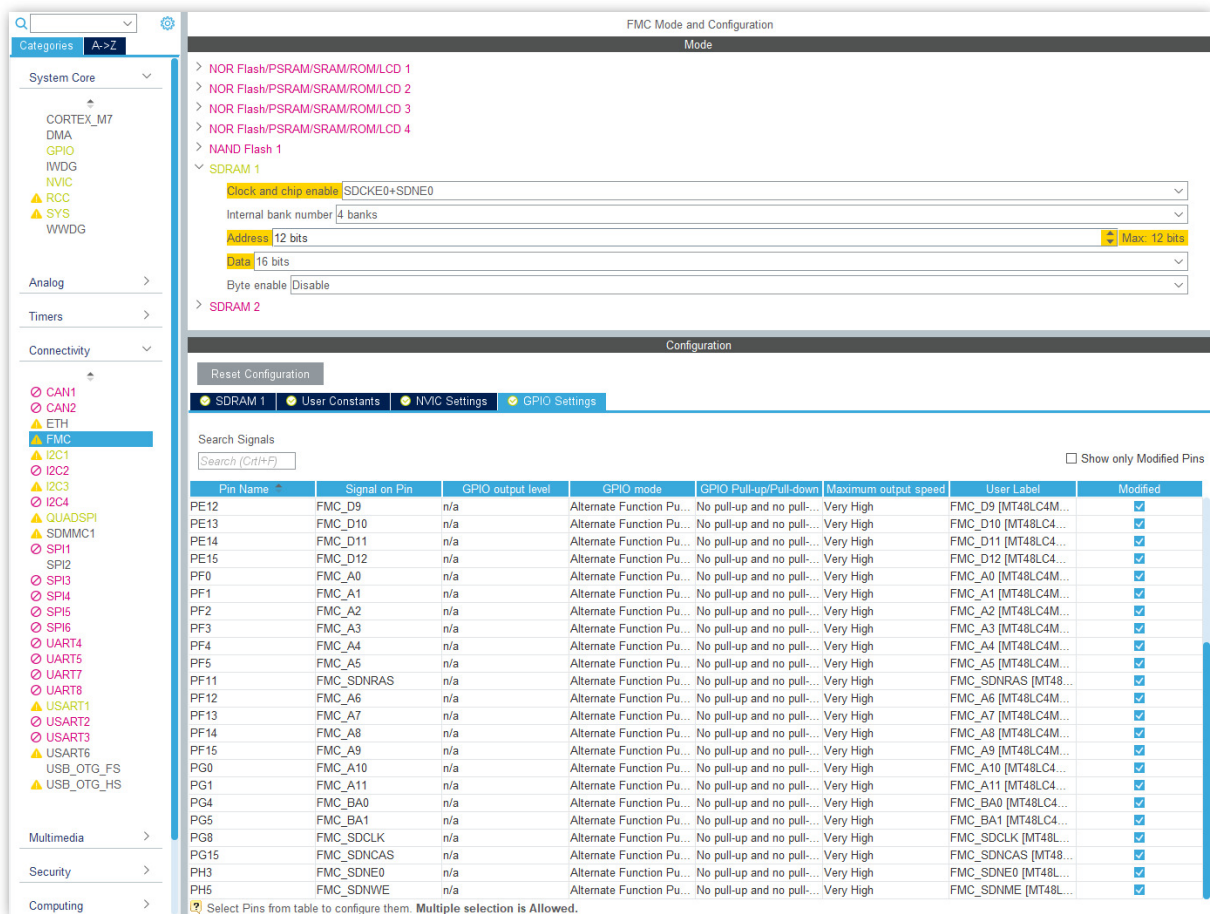 FMC Mode and Configuration
Categories A->Z
Mode
System Core
CORTEX_M7
DMA
GPIO
IWDG
NVIC
RCC
SYS
WWDG
Analog
Timers
Connectivity
CAN1
CAN2
ETH
FMC
I2C1
I2C2
I2C3
I2C4
QUADSPI
SDMMC1
SPI1
SPI2
SPI3
SPI4
SPI5
SPI6
UART4
UART5
UART7
UART8
USART1
USART2
USART3
USART6
USB_OTG_FS
USB_OTG_HS
Multimedia
Security
Computing
NOR Flash/PSRAM/SRAM/ROM/LCD 1
NOR Flash/PSRAM/SRAM/ROM/LCD 2
NOR Flash/PSRAM/SRAM/ROM/LCD 3
NOR Flash/PSRAM/SRAM/ROM/LCD 4
NAND Flash 1
SDRAM 1
Clock and chip enable SDCKE0+SDNE0
Internal bank number 4 banks
Address 12 bits Max: 12 bits
Data 16 bits
Byte enable Disable
SDRAM 2
Configuration
Reset Configuration
SDRAM 1 User Constants NVIC Settings GPIO Settings
Search Signals
Search (Crtl+F) Show only Modified Pins
Pin Name Signal on Pin GPIO output level GPIO mode GPIO Pull-up/Pull-down Maximum output speed User Label Modified
PE12 FMC_D9 n/a Alternate Function Pu... No pull-up and no pull-... Very High FMC_D9 [MT48LC4M...
PE13 FMC_D10 n/a Alternate Function Pu... No pull-up and no pull-... Very High FMC_D10 [MT48LC4...
PE14 FMC_D11 n/a Alternate Function Pu... No pull-up and no pull-... Very High FMC_D11 [MT48LC4...
PE15 FMC_D12 n/a Alternate Function Pu... No pull-up and no pull-... Very High FMC_D12 [MT48LC4...
PF0 FMC_A0 n/a Alternate Function Pu... No pull-up and no pull-... Very High FMC_A0 [MT48LC4M...
PF1 FMC_A1 n/a Alternate Function Pu... No pull-up and no pull-... Very High FMC_A1 [MT48LC4M...
PF2 FMC_A2 n/a Alternate Function Pu... No pull-up and no pull-... Very High FMC_A2 [MT48LC4M...
PF3 FMC_A3 n/a Alternate Function Pu... No pull-up and no pull-... Very High FMC_A3 [MT48LC4M...
PF4 FMC_A4 n/a Alternate Function Pu... No pull-up and no pull-... Very High FMC_A4 [MT48LC4M...
PF5 FMC_A5 n/a Alternate Function Pu... No pull-up and no pull-... Very High FMC_A5 [MT48LC4M...
PF11 FMC_SDNRAS n/a Alternate Function Pu... No pull-up and no pull-... Very High FMC_SDNRAS [MT48...
PF12 FMC_A6 n/a Alternate Function Pu... No pull-up and no pull-... Very High FMC_A6 [MT48LC4M...
PF13 FMC_A7 n/a Alternate Function Pu... No pull-up and no pull-... Very High FMC_A7 [MT48LC4M...
PF14 FMC_A8 n/a Alternate Function Pu... No pull-up and no pull-... Very High FMC_A8 [MT48LC4M...
PF15 FMC_A9 n/a Alternate Function Pu... No pull-up and no pull-... Very High FMC_A9 [MT48LC4M...
PG0 FMC_A10 n/a Alternate Function Pu... No pull-up and no pull-... Very High FMC_A10 [MT48LC4...
PG1 FMC_A11 n/a Alternate Function Pu... No pull-up and no pull-... Very High FMC_A11 [MT48LC4...
PG4 FMC_BA0 n/a Alternate Function Pu... No pull-up and no pull-... Very High FMC_BA0 [MT48LC4...
PG5 FMC_BA1 n/a Alternate Function Pu... No pull-up and no pull-... Very High FMC_BA1 [MT48LC4...
PG8 FMC_SDCLK n/a Alternate Function Pu... No pull-up and no pull-... Very High FMC_SDCLK [MT48L...
PG15 FMC_SDNCAS n/a Alternate Function Pu... No pull-up and no pull-... Very High FMC_SDNCAS [MT48...
PH3 FMC_SDNE0 n/a Alternate Function Pu... No pull-up and no pull-... Very High FMC_SDNE0 [MT48L...
PH5 FMC_SDNWE n/a Alternate Function Pu... No pull-up and no pull-... Very High FMC_SDNME [MT48L...
Select Pins from table to configure them. Multiple selection is Allowed.